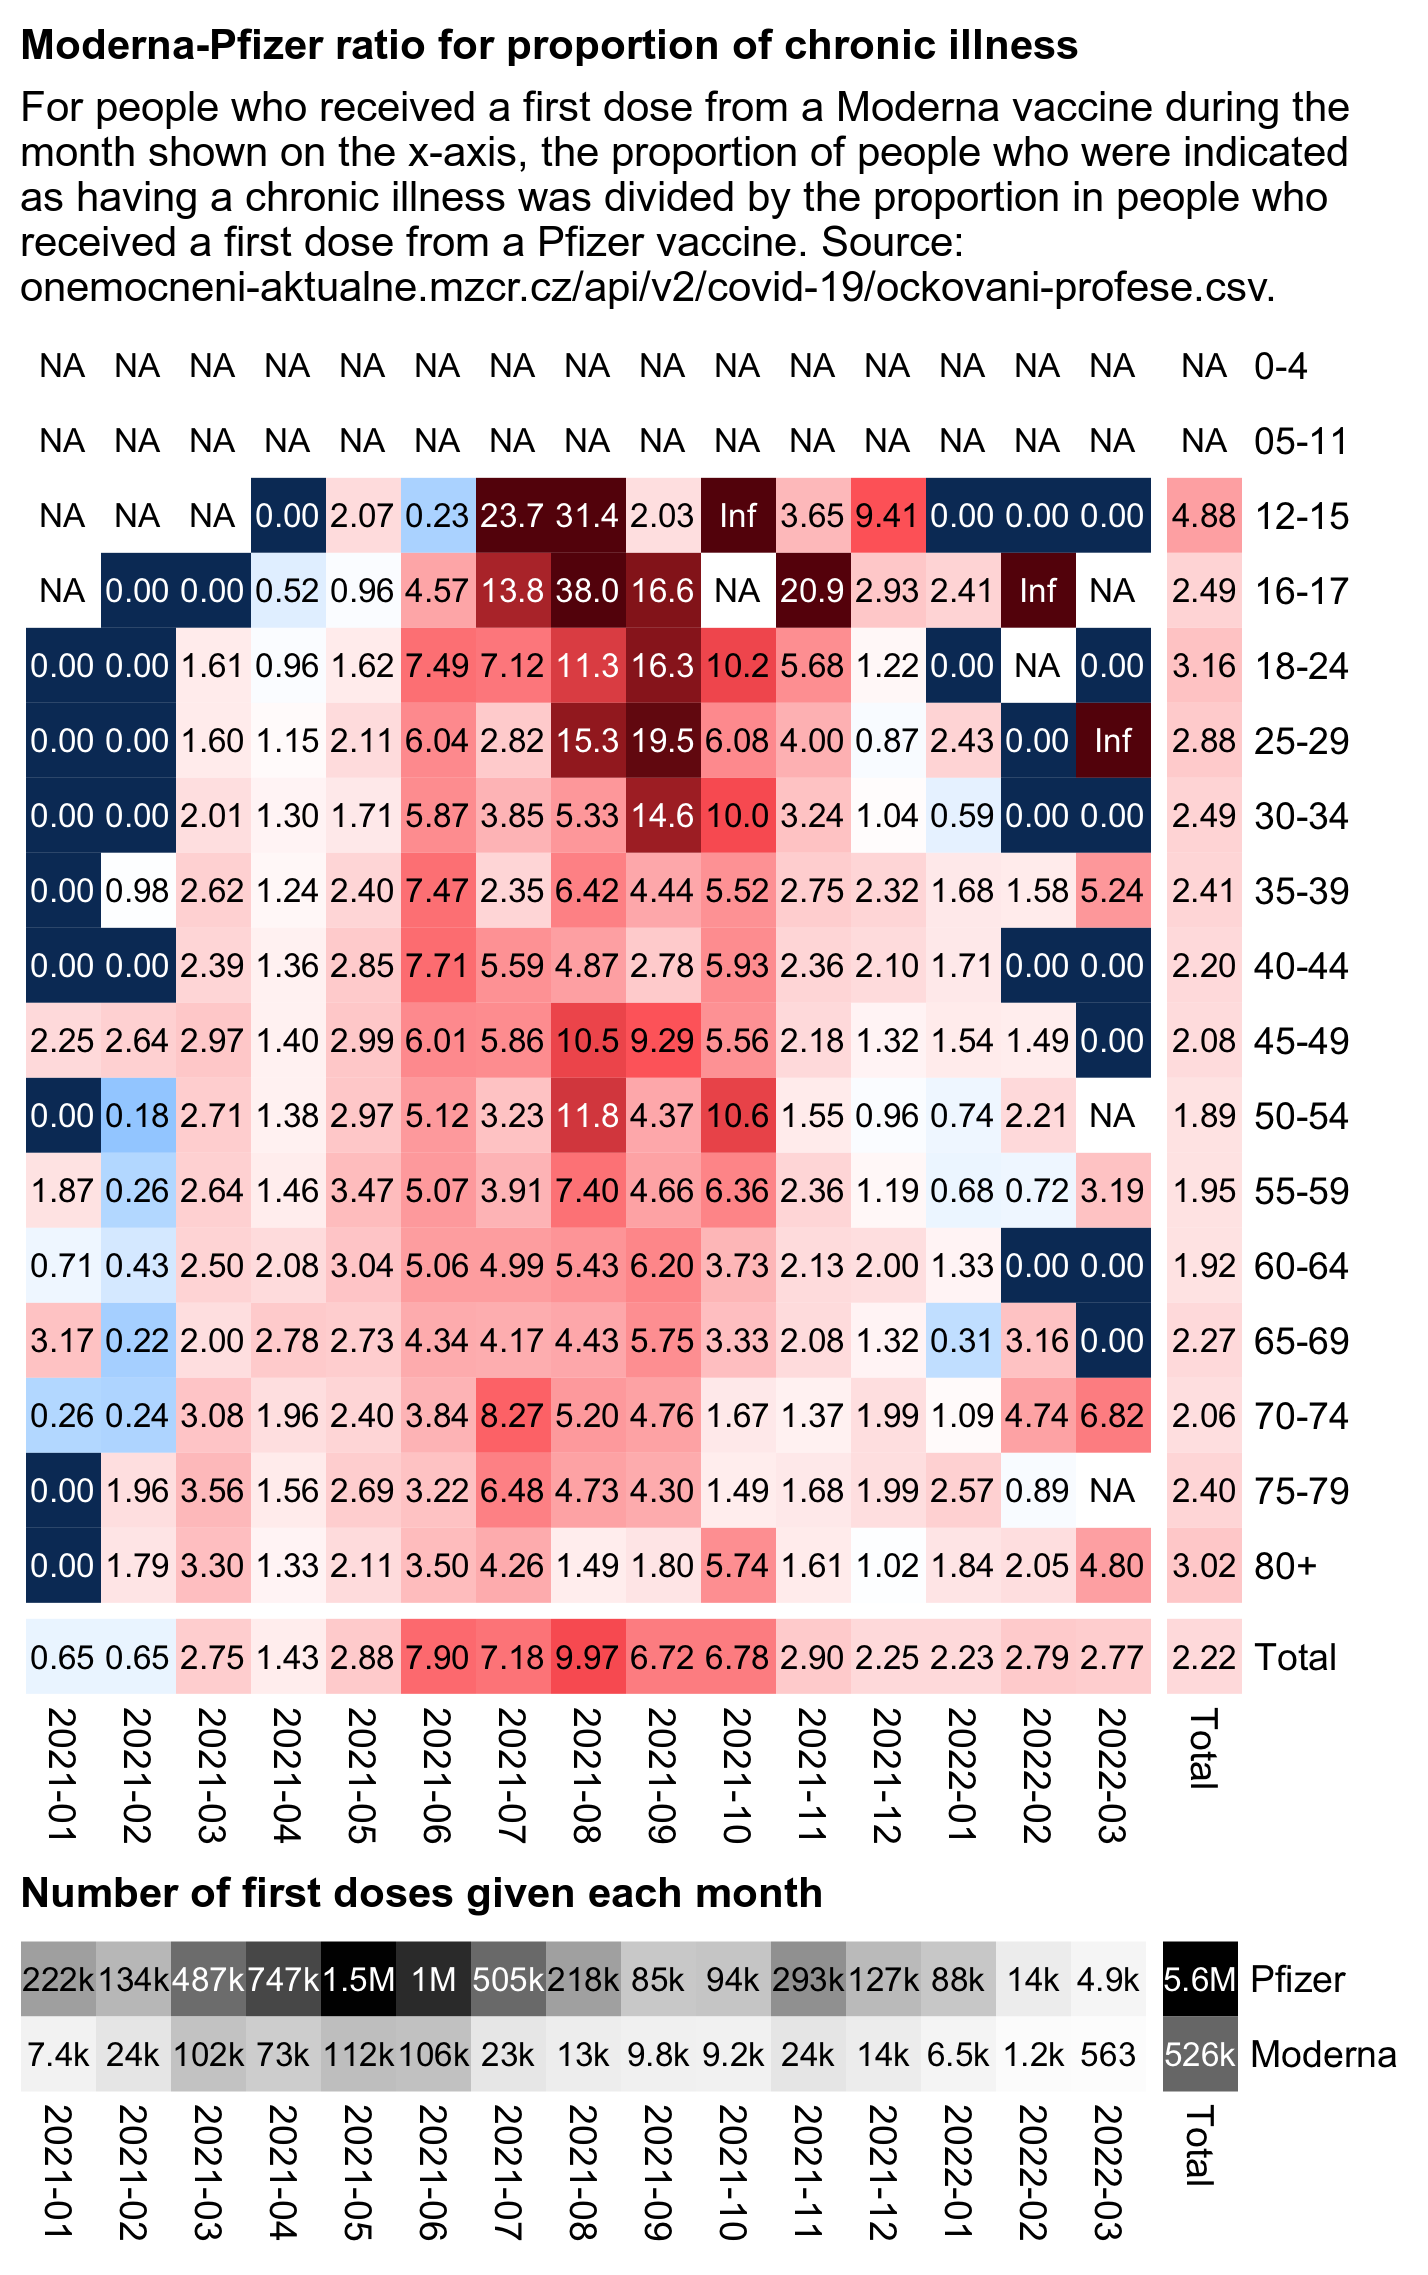 Moderna-Pfizer ratio for proportion of chronic illness
For people who received a first dose from a Moderna vaccine during the
month shown on the x-axis, the proportion of people who were indicated
as having a chronic illness was divided by the proportion in people who
received a first dose from a Pfizer vaccine. Source:
onemocneni-aktualne.mzcr.cz/api/v2/covid-19/ockovani-profese.csv.
NA NA NA NA NA NA NA NA NA NA NA NA NA NA NA NA 0-4
NA NA NA NA NA NA NA NA NA NA NA NA NA NA NA NA 05-11
NA NA NA 0.00 2.07 0.23 23.7 31.4 2.03 Inf 3.65 9.41 0.00 0.00 0.00 4.88 12-15
NA 0.00 0.00 0.52 0.96 4.57 13.8 38.0 16.6 NA 20.9 2.93 2.41 Inf NA 2.49 16-17
0.00 0.00 1.61 0.96 1.62 7.49 7.12 11.3 16.3 10.2 5.68 1.22 0.00 NA 0.00 3.16 18-24
0.00 0.00 1.60 1.15 2.11 6.04 2.82 15.3 19.5 6.08 4.00 0.87 2.43 0.00 Inf 2.88 25-29
0.00 0.00 2.01 1.30 1.71 5.87 3.85 5.33 14.6 10.0 3.24 1.04 0.59 0.00 0.00 2.49 30-34
0.00 0.98 2.62 1.24 2.40 7.47 2.35 6.42 4.44 5.52 2.75 2.32 1.68 1.58 5.24 2.41 35-39
0.00 0.00 2.39 1.36 2.85 7.71 5.59 4.87 2.78 5.93 2.36 2.10 1.71 0.00 0.00 2.20 40-44
2.25 2.64 2.97 1.40 2.99 6.01 5.86 10.5 9.29 5.56 2.18 1.32 1.54 1.49 0.00 2.08 45-49
0.00 0.18 2.71 1.38 2.97 5.12 3.23 11.8 4.37 10.6 1.55 0.96 0.74 2.21 NA 1.89 50-54
1.87 0.26 2.64 1.46 3.47 5.07 3.91 7.40 4.66 6.36 2.36 1.19 0.68 0.72 3.19 1.95 55-59
0.71 0.43 2.50 2.08 3.04 5.06 4.99 5.43 6.20 3.73 2.13 2.00 1.33 0.00 0.00 1.92 60-64
3.17 0.22 2.00 2.78 2.73 4.34 4.17 4.43 5.75 3.33 2.08 1.32 0.31 3.16 0.00 2.27 65-69
0.26 0.24 3.08 1.96 2.40 3.84 8.27 5.20 4.76 1.67 1.37 1.99 1.09 4.74 6.82 2.06 70-74
0.00 1.96 3.56 1.56 2.69 3.22 6.48 4.73 4.30 1.49 1.68 1.99 2.57 0.89 NA 2.40 75-79
0.00 1.79 3.30 1.33 2.11 3.50 4.26 1.49 1.80 5.74 1.61 1.02 1.84 2.05 4.80 3.02 80+
0.65 0.65 2.75 1.43 2.88 7.90 7.18 9.97 6.72 6.78 2.90 2.25 2.23 2.79 2.77 2.22 Total
2021-01 2021-02 2021-03 2021-04 2021-05 2021-06 2021-07 2021-08 2021-09 2021-10 2021-11 2021-12 2022-01 2022-02 2022-03 Total
Number of first doses given each month
222k 134k 487k 747k 1.5M 1M 505k 218k 85k 94k 293k 127k 88k 14k 4.9k 5.6M Pfizer
7.4k 24k 102k 73k 112k 106k 23k 13k 9.8k 9.2k 24k 14k 6.5k 1.2k 563 526k Moderna
2021-01 2021-02 2021-03 2021-04 2021-05 2021-06 2021-07 2021-08 2021-09 2021-10 2021-11 2021-12 2022-01 2022-02 2022-03 Total